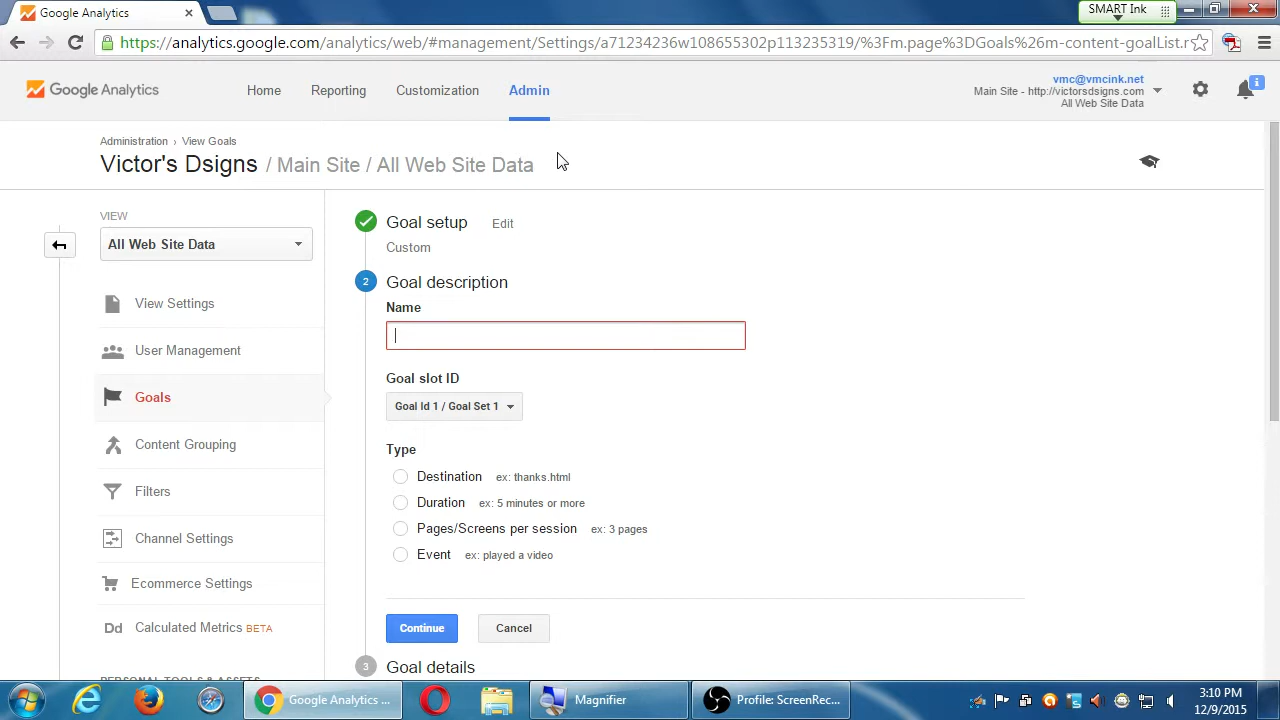 Google Analytics
SMART Ink
https://analytics.google.com/analytics/web/#management/Settings/a71234236w108655302p113235319/%3Fm.page%3DGoals%26m-content-goalList.r
Google Analytics
Home
Reporting
Customization
Admin
vmc@vmcink.net
Main Site - http://victorsdsigns.com
All Web Site Data
i
Administration › View Goals
Victor's Dsigns / Main Site / All Web Site Data
VIEW
All Web Site Data
View Settings
User Management
Goals
Content Grouping
Filters
Channel Settings
Ecommerce Settings
Dd Calculated Metrics BETA
PERSONAL TOOLS & ASSETS
Goal setup Edit
Custom
2 Goal description
Name
Goal slot ID
Goal Id 1 / Goal Set 1
Type
Destination ex: thanks.html
Duration ex: 5 minutes or more
Pages/Screens per session ex: 3 pages
Event ex: played a video
Continue Cancel
3 Goal details
Google Analytics ...
Magnifier
Profile: ScreenRec...
3:10 PM
12/9/2015